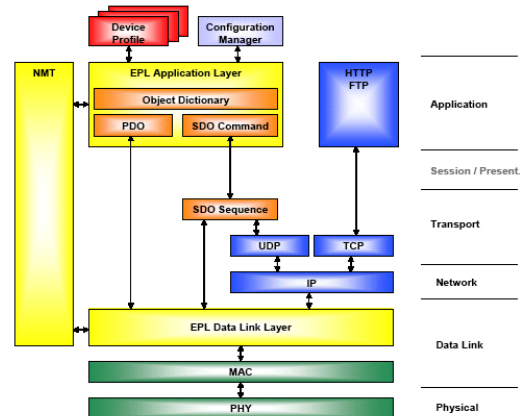 Device
Profile
Configuration
Manager
NMT
EPL Application Layer
HTTP
FTP
Object Dictionary
Application
PDO
SDO Command
Session / Present.
SDO Sequence
Transport
UDP
TCP
IP
Network
EPL Data Link Layer
Data Link
MAC
PHY
Physical